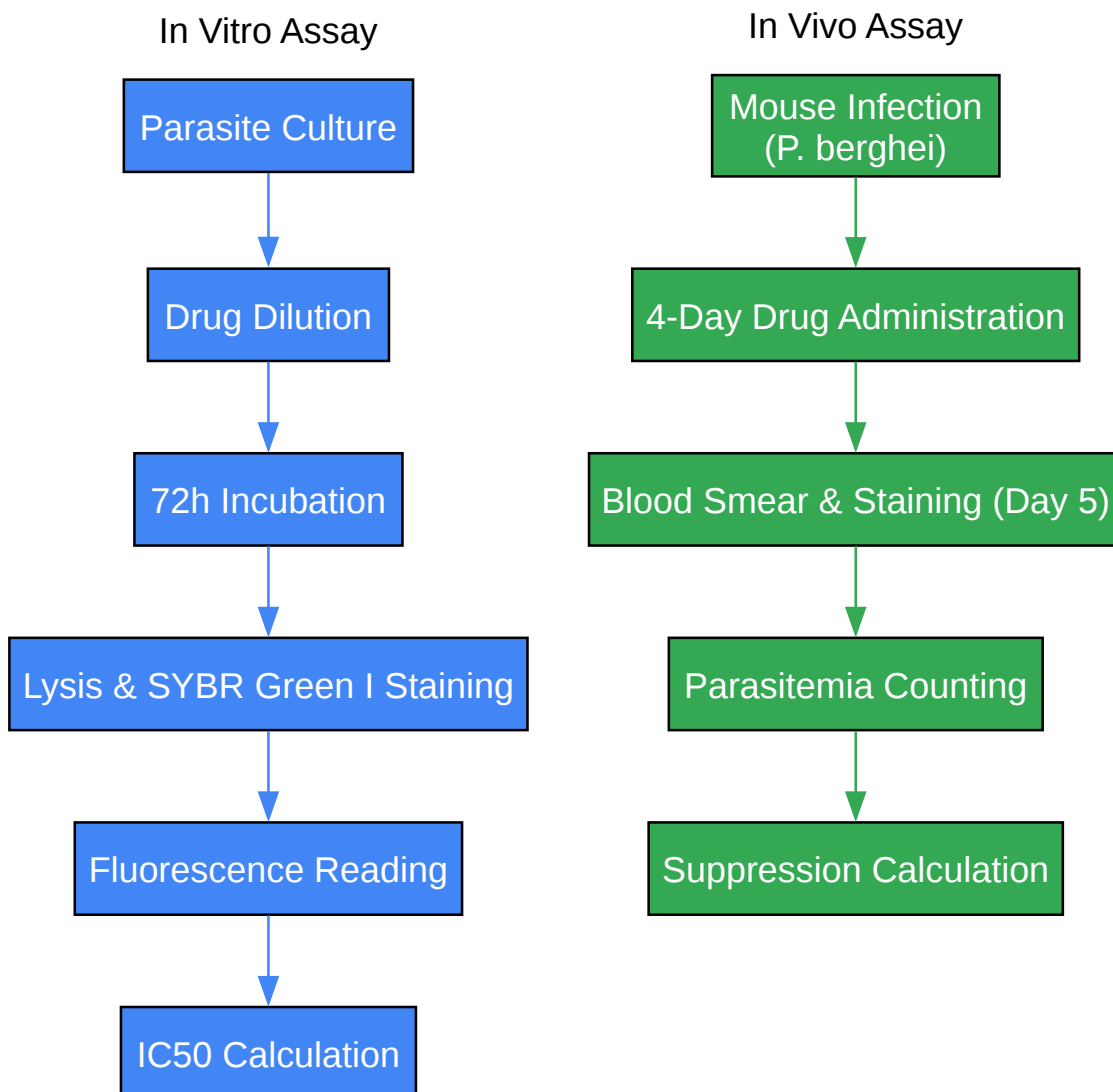 In Vitro Assay
Parasite Culture
Drug Dilution
72h Incubation
Lysis & SYBR Green I Staining
Fluorescence Reading
IC50 Calculation
In Vivo Assay
Mouse Infection
(P. berghei)
4-Day Drug Administration
Blood Smear & Staining (Day 5)
Parasitemia Counting
Suppression Calculation